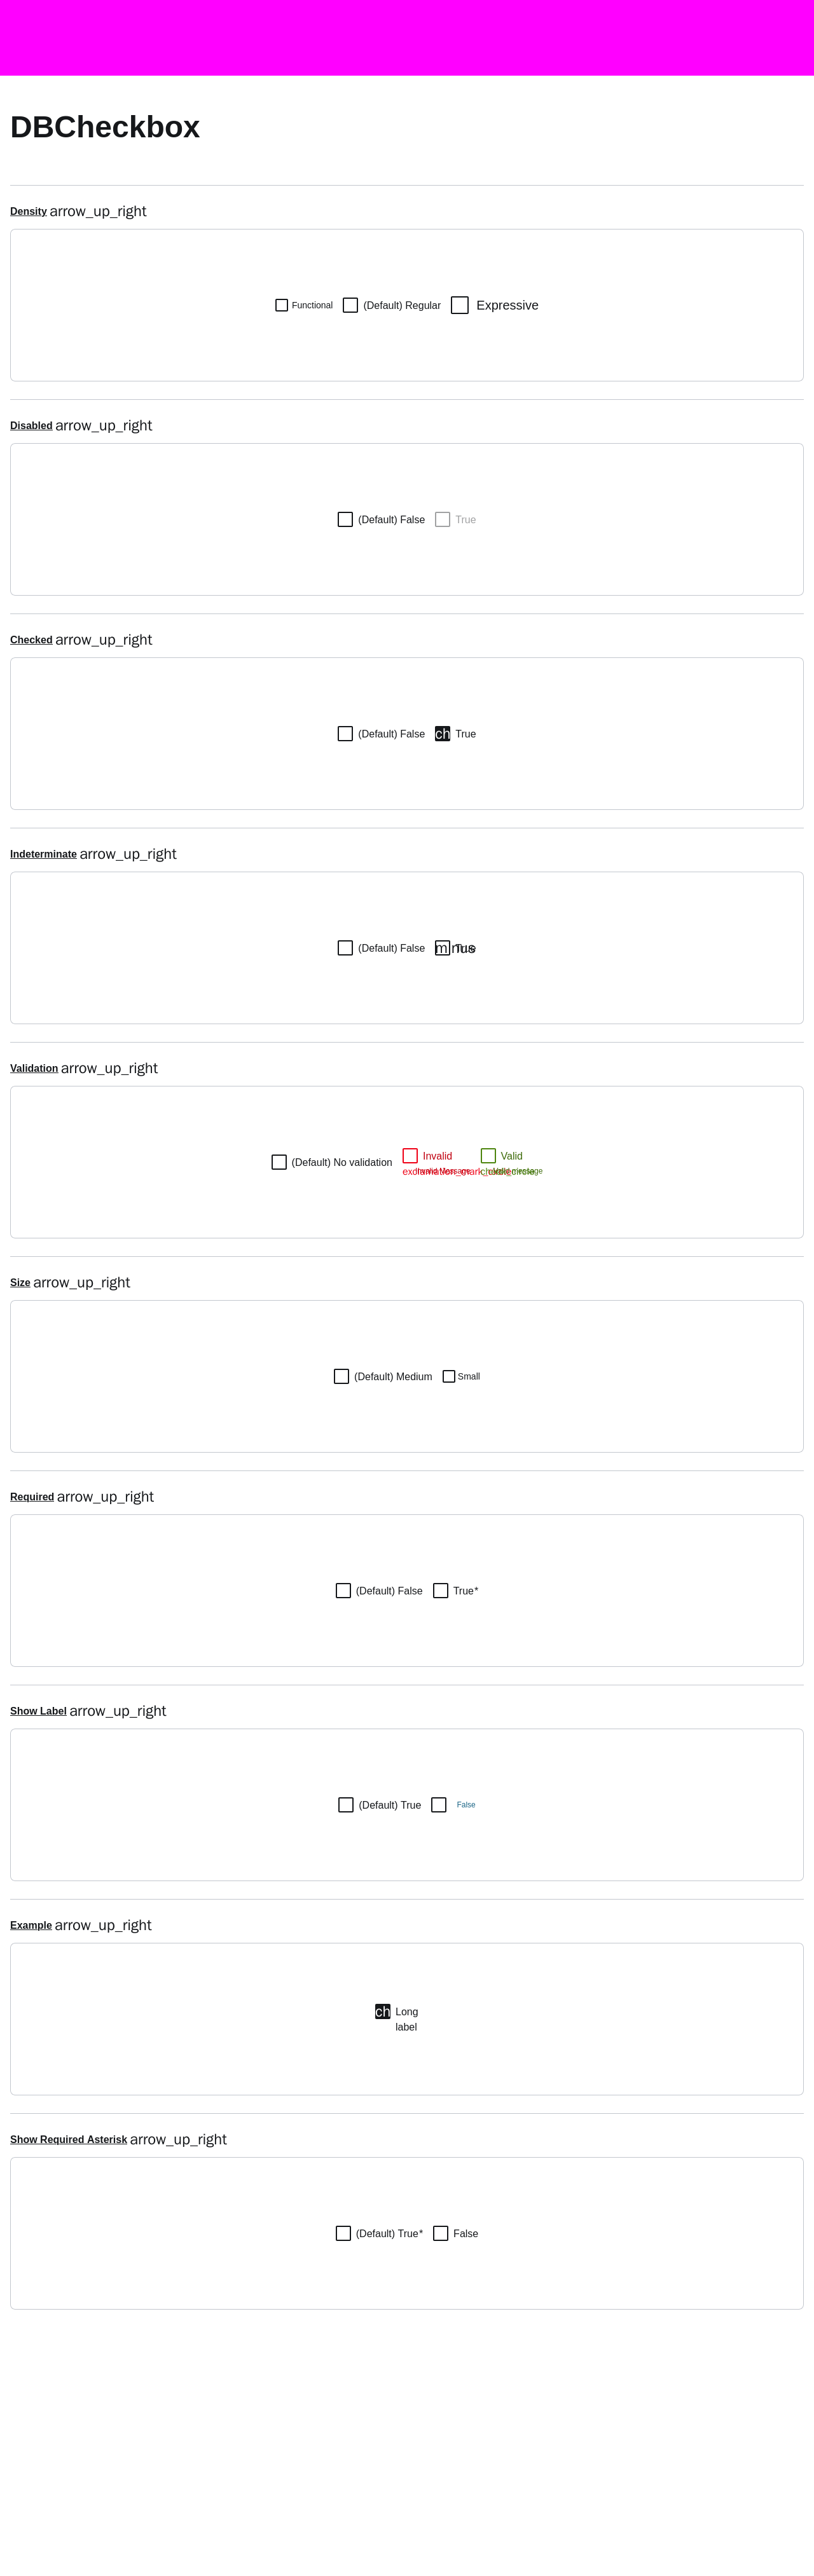 DBCheckbox
Density arrow_up_right
Functional (Default) Regular Expressive
Disabled arrow_up_right
(Default) False True
Checked arrow_up_right
(Default) False ch True
Indeterminate arrow_up_right
(Default) False minus True
Validation arrow_up_right
(Default) No validation Invalid Valid
Invalid Message Valid message
Size arrow_up_right
(Default) Medium Small
Required arrow_up_right
(Default) False True*
Show Label arrow_up_right
(Default) True False
Example arrow_up_right
ch Long
label
Show Required Asterisk arrow_up_right
(Default) True* False